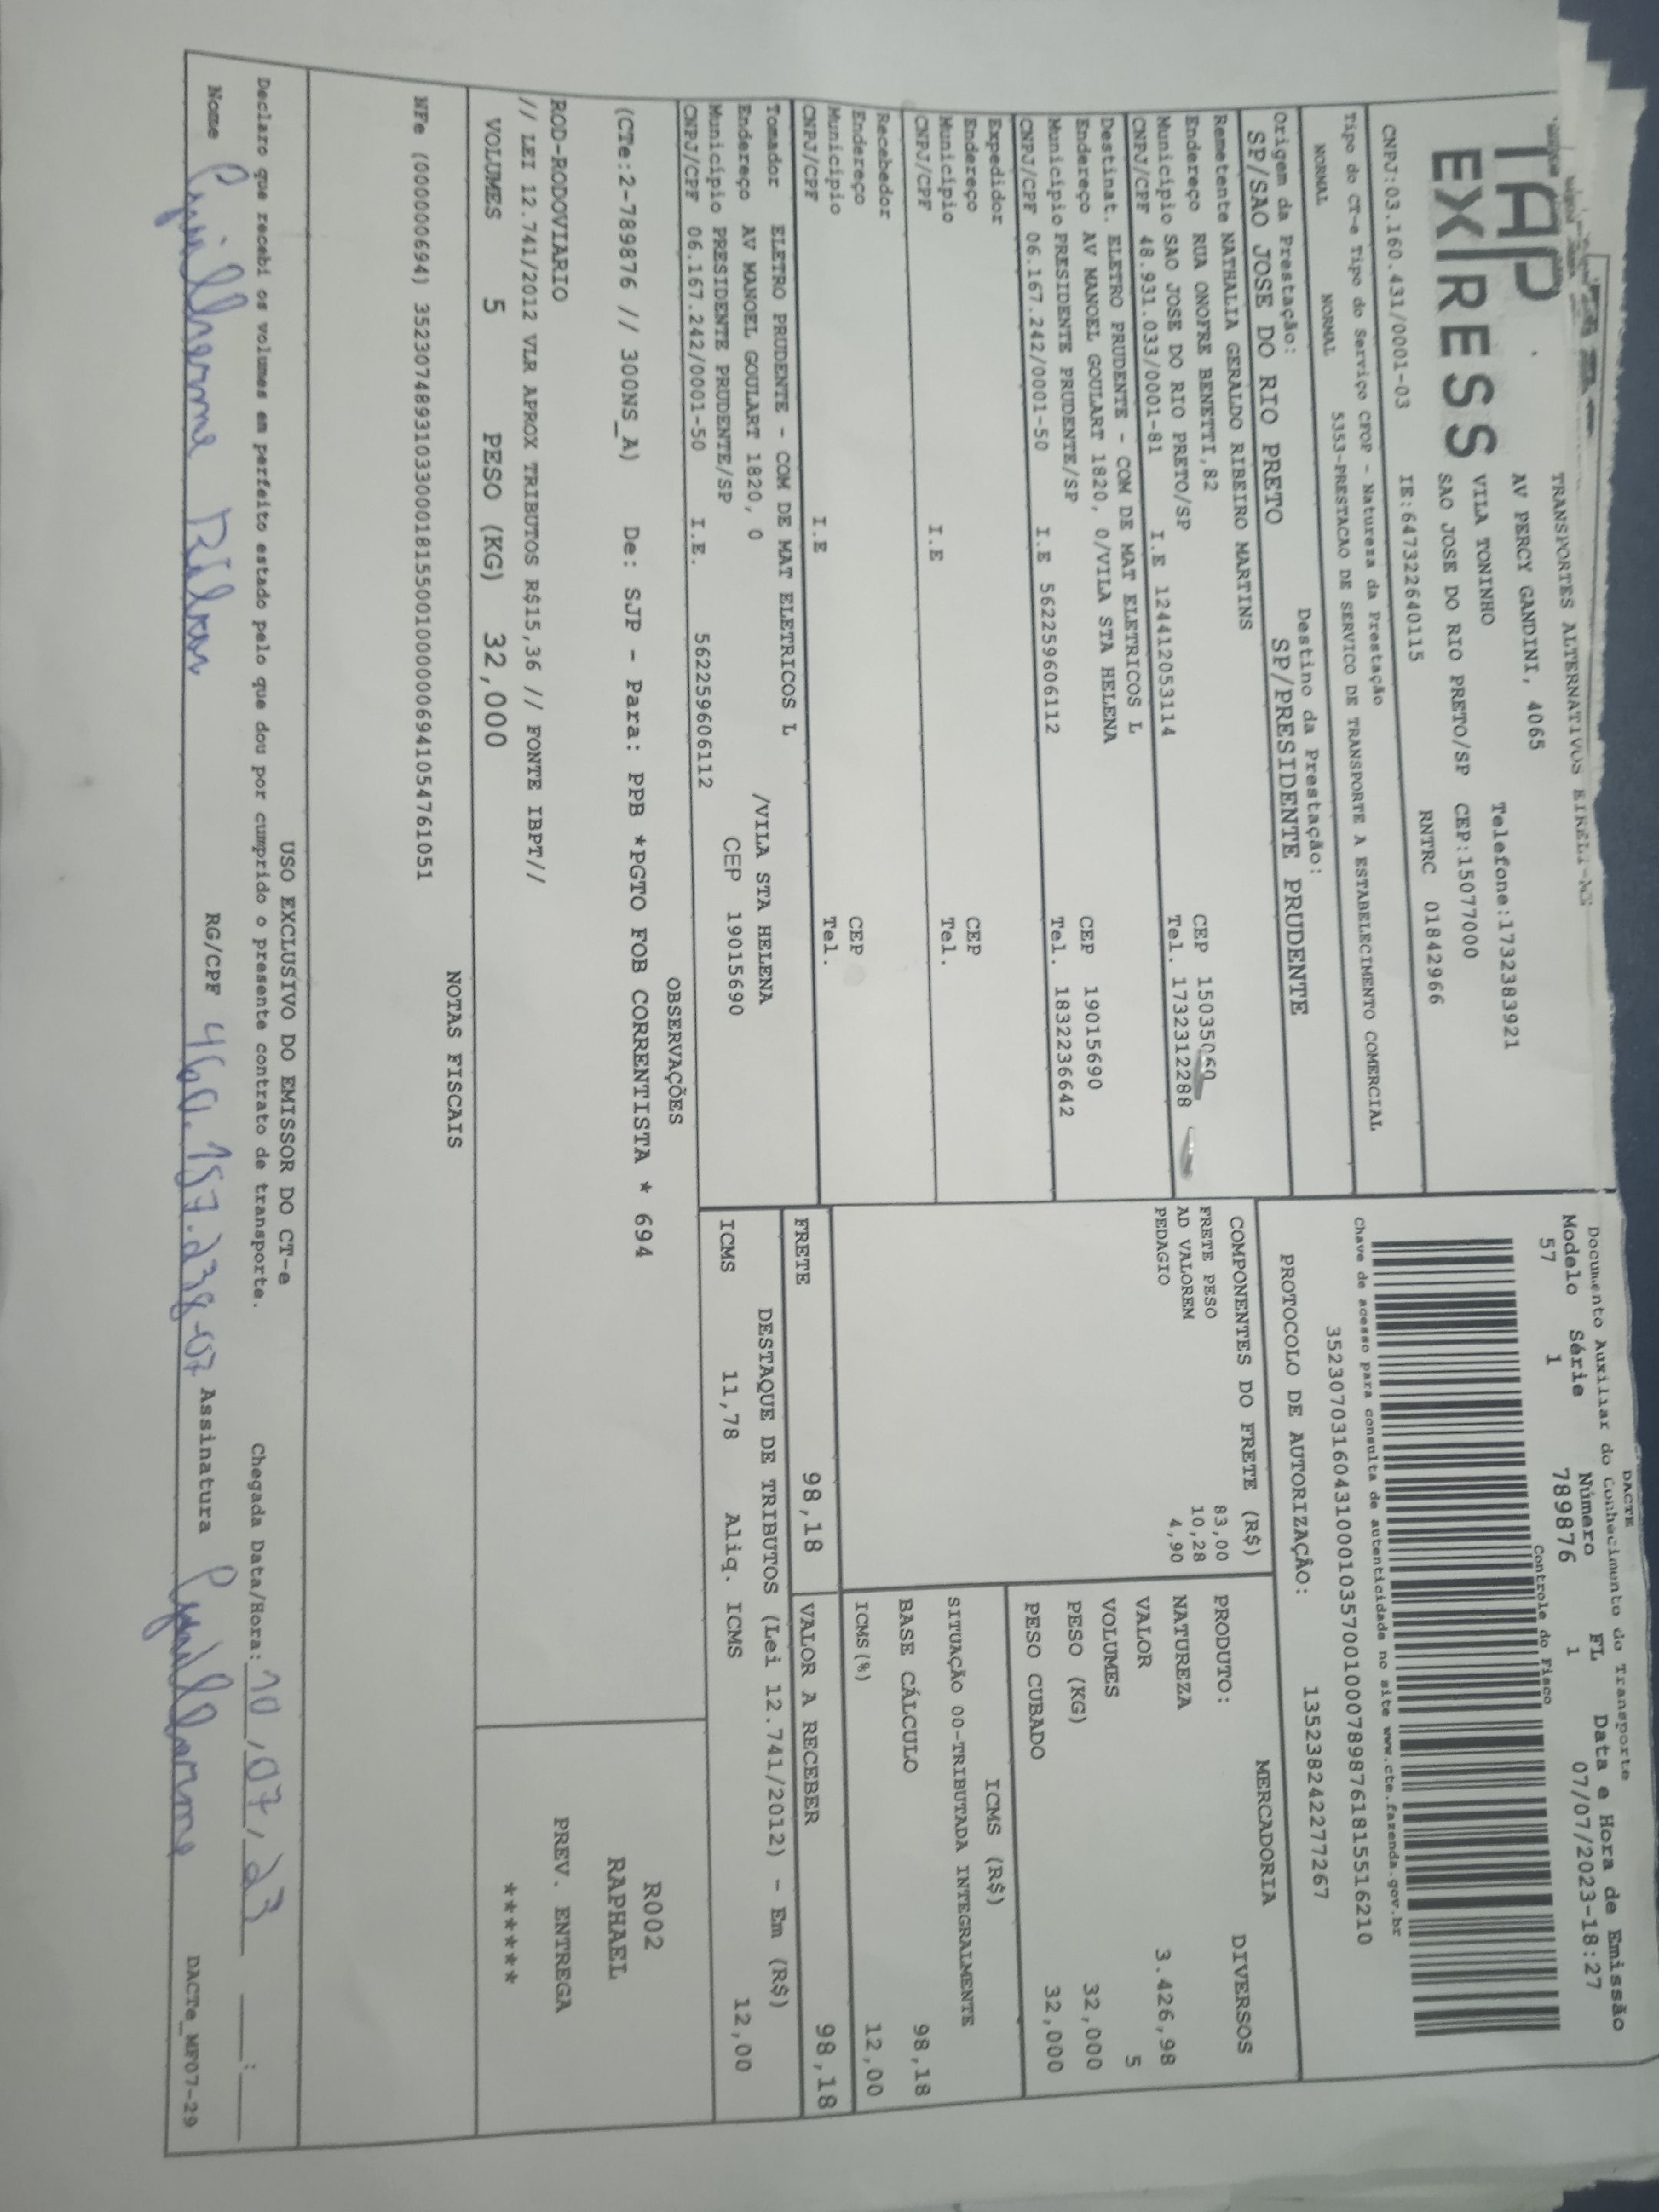 TAP
EXPRESS
TRANSPORTES ALTERNATIVOS EIRELI-ME
AV PERCY GANDINI, 4065
VILA TONINHO
Telefone:1732383921
SAO JOSE DO RIO PRETO/SP CEP:15077000
CNPJ:03.160.431/0001-03 IE:647322640115 RNTRC 01842966
DACTE
Documento Auxiliar do Conhecimento do Transporte
Modelo Série Número FL Data e Hora de Emissão
57 1 789876 1 07/07/2023-18:27
Controle do Fisco
Chave de acesso para consulta de autenticidade no site www.cte.fazenda.gov.br
35230703160431000103570010007898761815516210
PROTOCOLO DE AUTORIZAÇÃO: 135238242277267
Tipo do CT-e Tipo do Serviço CFOP - Natureza da Prestação
NORMAL NORMAL 5353-PRESTACAO DE SERVICO DE TRANSPORTE A ESTABELECIMENTO COMERCIAL
Origem da Prestação: Destino da Prestação:
SP/SAO JOSE DO RIO PRETO SP/PRESIDENTE PRUDENTE
Remetente NATHALIA GERALDO RIBEIRO MARTINS
Endereço RUA ONOFRE BENETTI,82 CEP 15035060
Município SAO JOSE DO RIO PRETO/SP Tel. 1732312288
CNPJ/CPF 48.931.033/0001-81 I.E 124412053114
Destinat. ELETRO PRUDENTE - COM DE MAT ELETRICOS L
Endereço AV MANOEL GOULART 1820, 0/VILA STA HELENA CEP 19015690
Município PRESIDENTE PRUDENTE/SP Tel. 1832236642
CNPJ/CPF 06.167.242/0001-50 I.E 562259606112
Expedidor
Endereço CEP
Município Tel.
CNPJ/CPF I.E
Recebedor
Endereço CEP
Município Tel.
CNPJ/CPF I.E
Tomador ELETRO PRUDENTE - COM DE MAT ELETRICOS L
Endereço AV MANOEL GOULART 1820, 0 /VILA STA HELENA
Município PRESIDENTE PRUDENTE/SP CEP 19015690
CNPJ/CPF 06.167.242/0001-50 I.E. 562259606112
COMPONENTES DO FRETE (R$)
FRETE PESO 83,00
AD VALOREM 10,28
PEDAGIO 4,90
MERCADORIA
PRODUTO: DIVERSOS
NATUREZA
VALOR 3.426,98
VOLUMES 5
PESO (KG) 32,000
PESO CUBADO 32,000
ICMS (R$)
SITUAÇÃO 00-TRIBUTADA INTEGRALMENTE
BASE CÁLCULO 98,18
ICMS(%) 12,00
FRETE 98,18 VALOR A RECEBER 98,18
DESTAQUE DE TRIBUTOS (Lei 12.741/2012) - Em (R$)
ICMS 11,78 Aliq. ICMS 12,00
OBSERVAÇÕES
(CTe:2-789876 // 300NS_A) De: SJP - Para: PPB *PGTO FOB CORRENTISTA * 694
ROD-RODOVIARIO
// LEI 12.741/2012 VLR APROX TRIBUTOS R$15,36 // FONTE IBPT//
VOLUMES 5 PESO (KG) 32,000
R002
RAPHAEL
PREV. ENTREGA
******
NOTAS FISCAIS
NFe (000000694) 35230748931033000181550010000006941054761051
USO EXCLUSIVO DO EMISSOR DO CT-e
Declaro que recebi os volumes em perfeito estado pelo que dou por cumprido o presente contrato de transporte. Chegada Data/Hora: 10 / 07 / 23 ___:___
Nome Guilherme RG/CPF 460.157.238-07 Assinatura Guilherme
DACTe_MF07-29